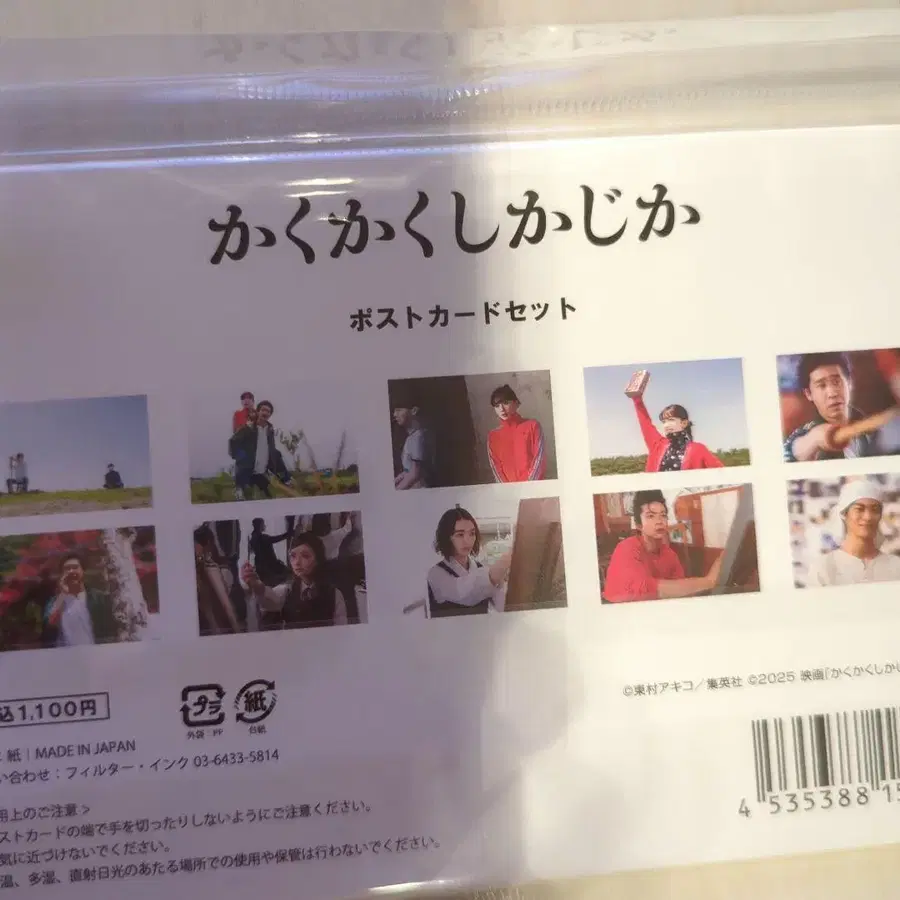 かくかくしかじか
ポストカードセット
©東村アキコ／集英社 ©2025 映画『かくかくしかじ
込1,100円
プラ
紙
外袋：PP
台紙
紙｜MADE IN JAPAN
い合わせ：フィルター・インク 03-6433-5814
用上のご注意＞
ストカードの端で手を切ったりしないようにご注意ください。
気に近づけないでください。
温、多湿、直射日光のあたる場所での使用や保管は行わないでください。
4 535388 15